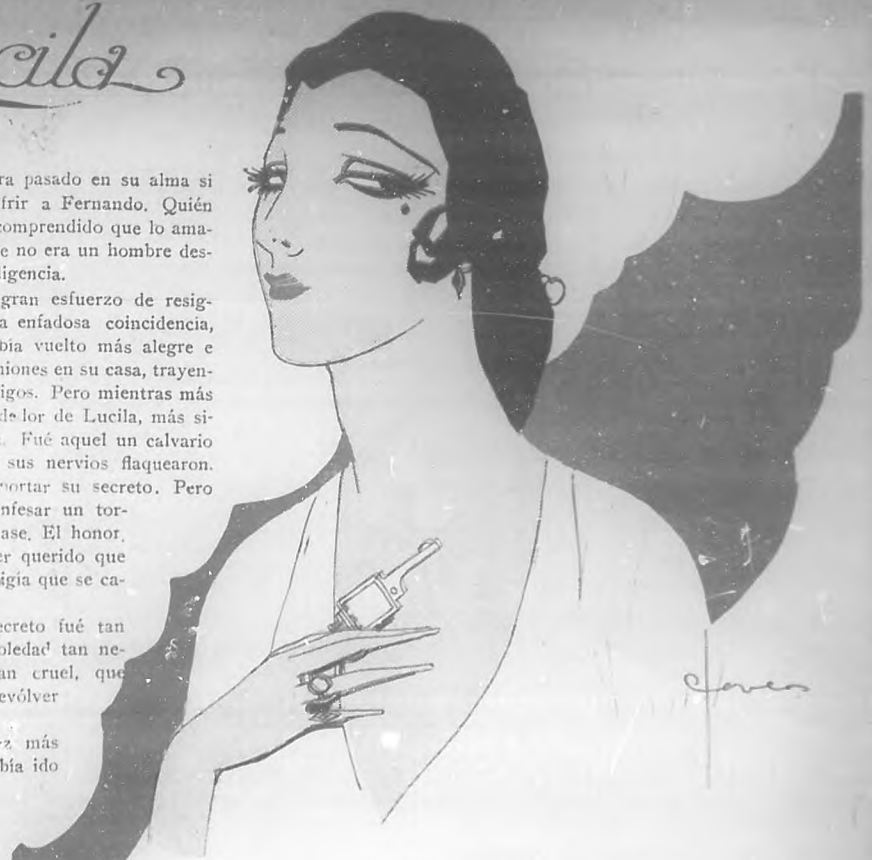 cila
ra pasado en su alma si
frir a Fernando. Quién
comprendido que lo ama-
e no era un hombre des-
ligencia.
gran esfuerzo de resig-
a enfadosa coincidencia,
bía vuelto más alegre e
niones en su casa, trayen-
igos. Pero mientras más
lor de Lucila, más si-
Fué aquel un calvario
sus nervios flaquearon.
portar su secreto. Pero
nfesar un tor-
ase. El honor,
er querido que
igía que se ca-
ecreto fué tan
oledad tan ne-
an cruel, que
evólver
z más
bía ido